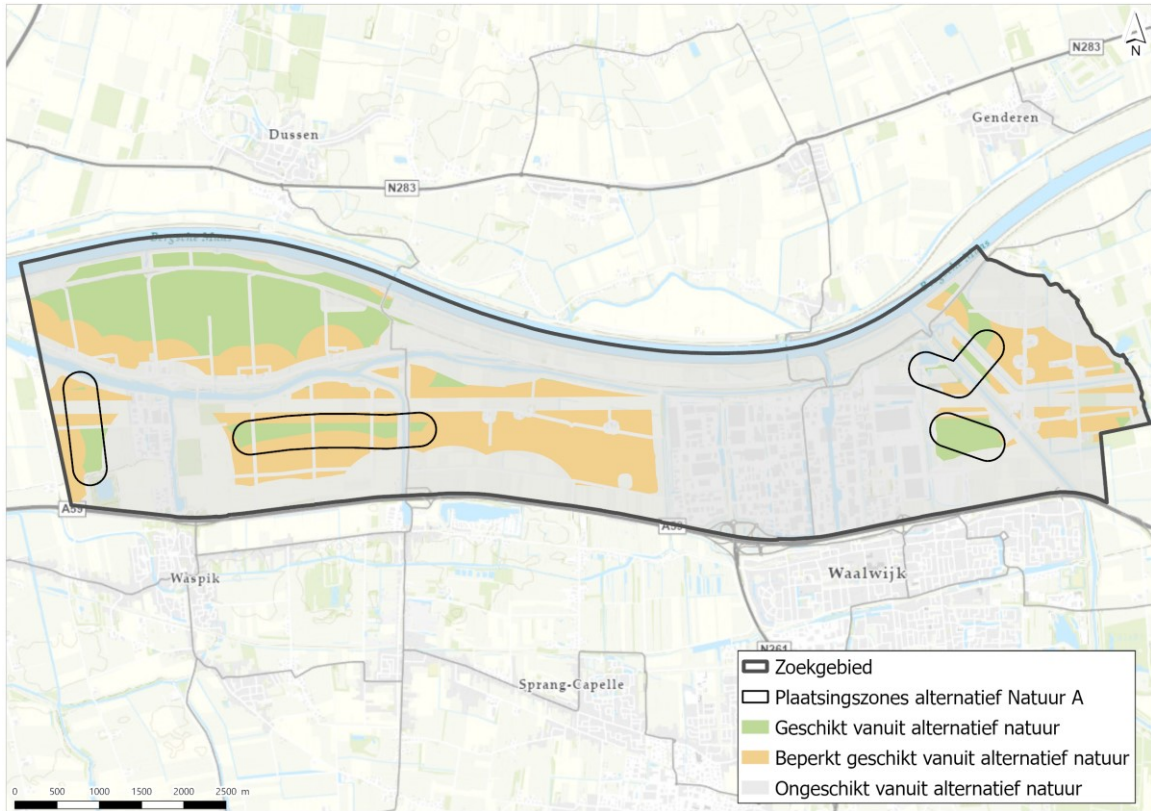 N283
N
Dussen
Genderen
N283
Bergsche Maas
A59
A59
Waspik
Waalwijk
N261
Sprang-Capelle
Zoekgebied
Plaatsingszones alternatief Natuur A
Geschikt vanuit alternatief natuur
Beperkt geschikt vanuit alternatief natuur
Ongeschikt vanuit alternatief natuur
0 500 1000 1500 2000 2500 m